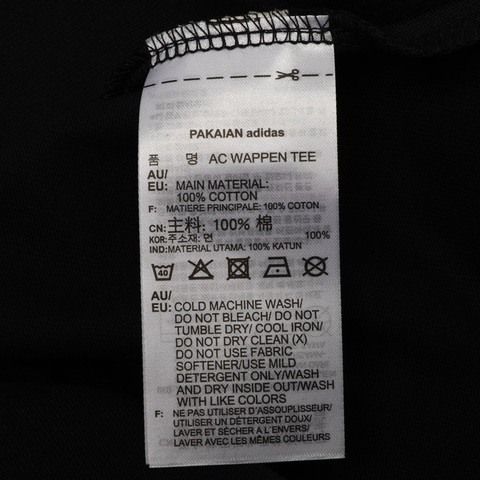 PAKAIAN adidas
품 명 AC WAPPEN TEE
AU/
EU: MAIN MATERIAL:
100% COTTON
F: MATIERE PRINCIPALE: 100% COTON
CN: 主料: 100% 棉
KOR: 주소재: 면 100%
IND: MATERIAL UTAMA: 100% KATUN
40
AU/
EU: COLD MACHINE WASH/
DO NOT BLEACH/ DO NOT
TUMBLE DRY/ COOL IRON/
DO NOT DRY CLEAN (X)
DO NOT USE FABRIC
SOFTENER/USE MILD
DETERGENT ONLY/WASH
AND DRY INSIDE OUT/WASH
WITH LIKE COLORS
F: NE PAS UTILISER D'ASSOUPLISEUR/
UTILISER UN DÉTERGENT DOUX/
LAVER ET SÉCHER A L'ENVERS/
LAVER AVEC LES MÊMES COULEURS